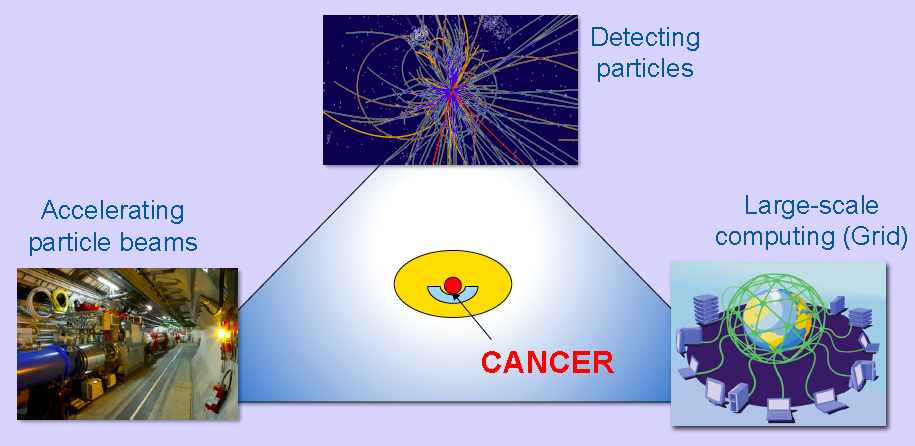 Detecting
particles
Accelerating
particle beams
Large-scale
computing (Grid)
CANCER